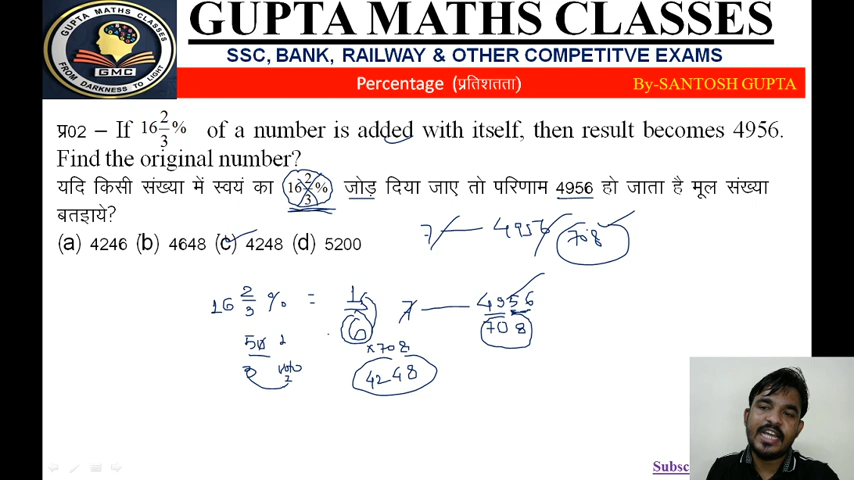 GUPTA MATHS CLASSES
GUPTA MATHS CLASSES
GMC
FROM DARKNESS TO LIGHT
SSC, BANK, RAILWAY & OTHER COMPETITVE EXAMS
Percentage (प्रतिशतता) By-SANTOSH GUPTA
प्र02 – If 16 2/3 % of a number is added with itself, then result becomes 4956.
Find the original number?
यदि किसी संख्या में स्वयं का 16 2/3 % जोड़ दिया जाए तो परिणाम 4956 हो जाता है मूल संख्या
बताइये?
(a) 4246 (b) 4648 (c) 4248 (d) 5200
7 — 4956 708
16 2/3 % = 1/6 7 — 4956
708
50
×708
4248
Subsc